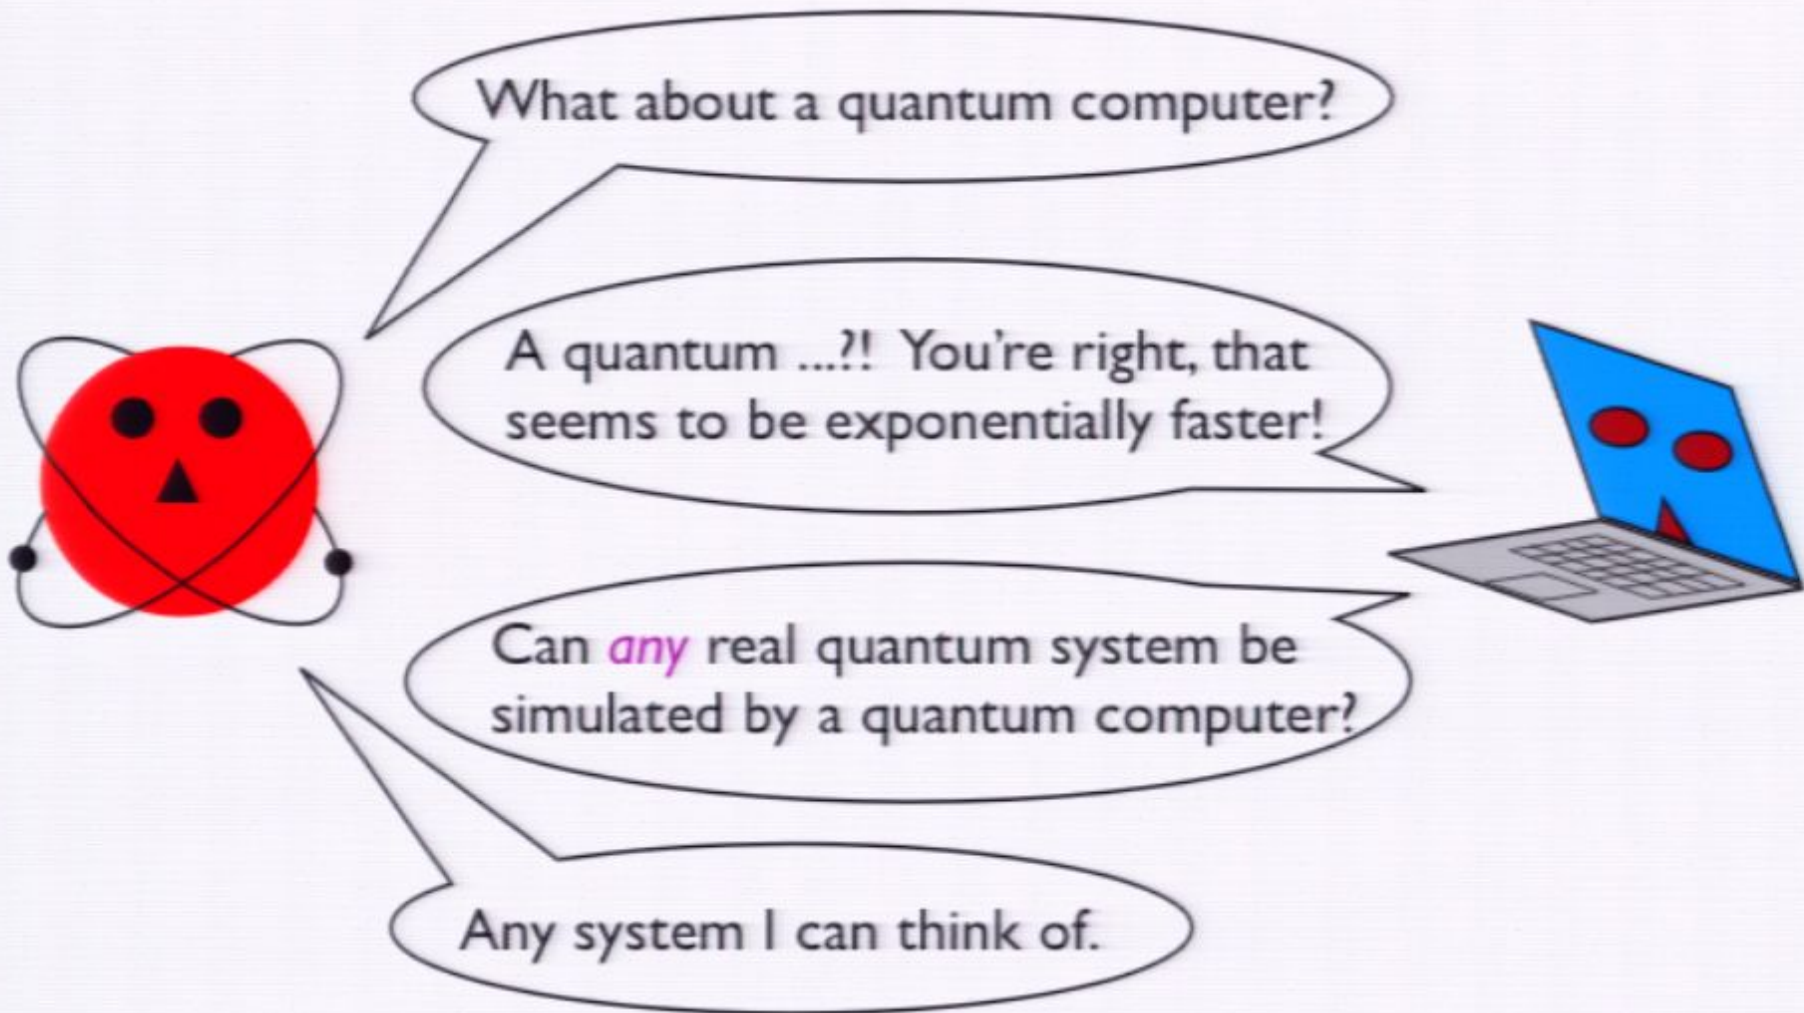 What about a quantum computer?
A quantum ...?! You're right, that
seems to be exponentially faster!
Can any real quantum system be
simulated by a quantum computer?
Any system I can think of.